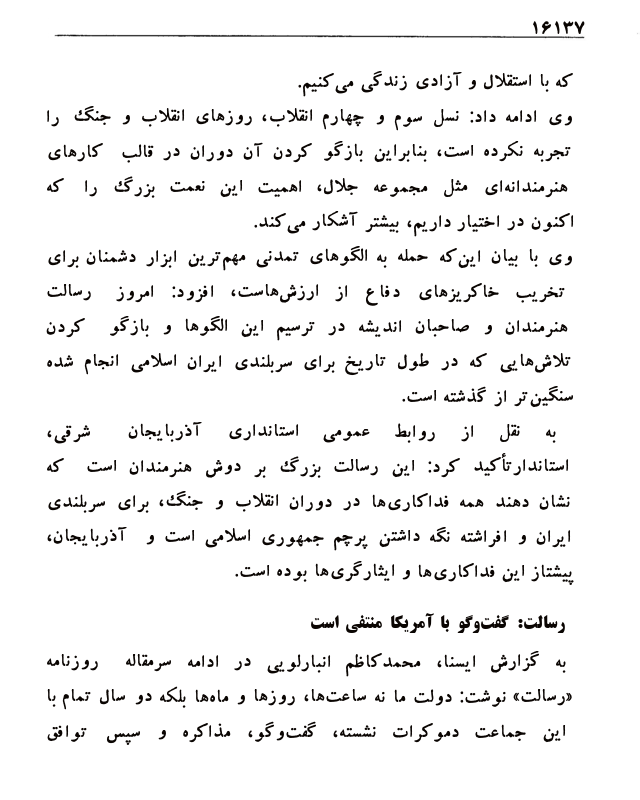 ۱۶۱۳۷
که با استقلال و آزادی زندگی می‌کنیم.
وی ادامه داد: نسل سوم و چهارم انقلاب، روزهای انقلاب و جنگ را
تجربه نکرده است، بنابراین بازگو کردن آن دوران در قالب کارهای
هنرمندانه‌ای مثل مجموعه جلال، اهمیت این نعمت بزرگ را که
اکنون در اختیار داریم، بیشتر آشکار می‌کند.
وی با بیان این‌که حمله به الگوهای تمدنی مهم‌ترین ابزار دشمنان برای
تخریب خاکریزهای دفاع از ارزش‌هاست، افزود: امروز رسالت
هنرمندان و صاحبان اندیشه در ترسیم این الگوها و بازگو کردن
تلاش‌هایی که در طول تاریخ برای سربلندی ایران اسلامی انجام شده
سنگین‌تر از گذشته است.
به نقل از روابط عمومی استانداری آذربایجان شرقی،
استاندارتأکید کرد: این رسالت بزرگ بر دوش هنرمندان است که
نشان دهند همه فداکاری‌ها در دوران انقلاب و جنگ، برای سربلندی
ایران و افراشته نگه داشتن پرچم جمهوری اسلامی است و آذربایجان،
پیشتاز این فداکاری‌ها و ایثارگری‌ها بوده است.
رسالت: گفت‌وگو با آمریکا منتفی است
به گزارش ایسنا، محمدکاظم انبارلویی در ادامه سرمقاله روزنامه
«رسالت» نوشت: دولت ما نه ساعت‌ها، روزها و ماه‌ها بلکه دو سال تمام با
این جماعت دموکرات نشسته، گفت‌وگو، مذاکره و سپس توافق